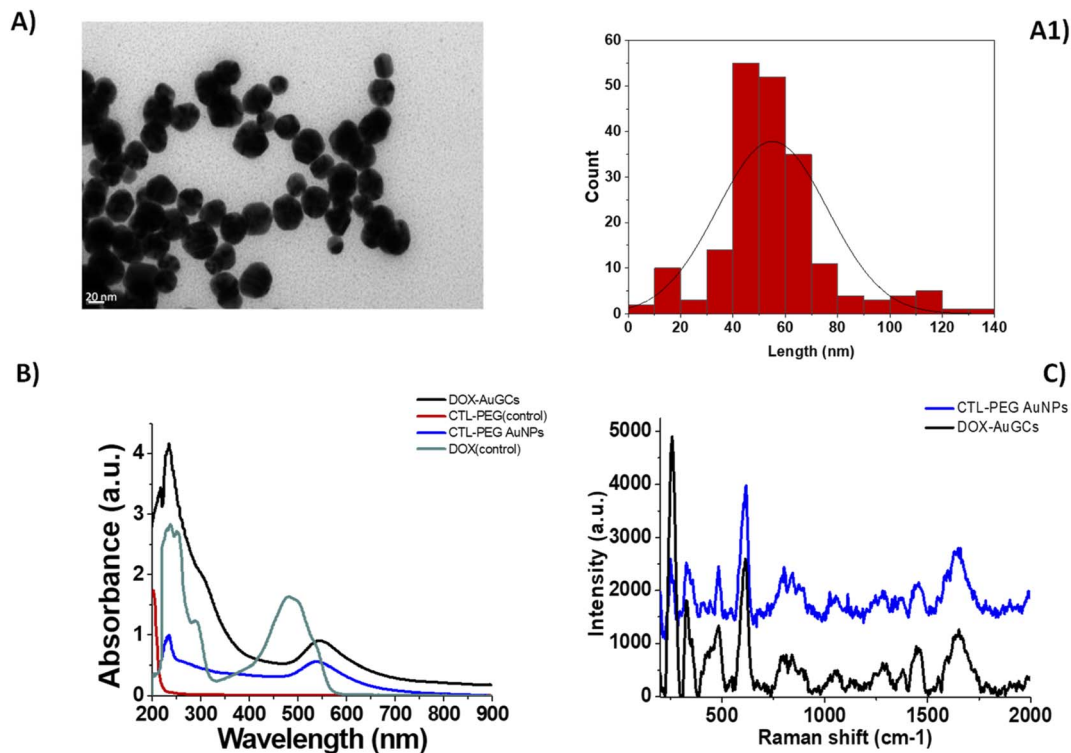 A)
20 nm
A1)
60
50
40
30
20
10
0
Count
0 20 40 60 80 100 120 140
Length (nm)
B)
DOX-AuGCs
CTL-PEG(control)
CTL-PEG AuNPs
DOX(control)
4
3
2
1
0
Absorbance (a.u.)
200 300 400 500 600 700 800 900
Wavelength (nm)
C)
CTL-PEG AuNPs
DOX-AuGCs
5000
4000
3000
2000
1000
0
Intensity (a.u.)
500 1000 1500 2000
Raman shift (cm-1)